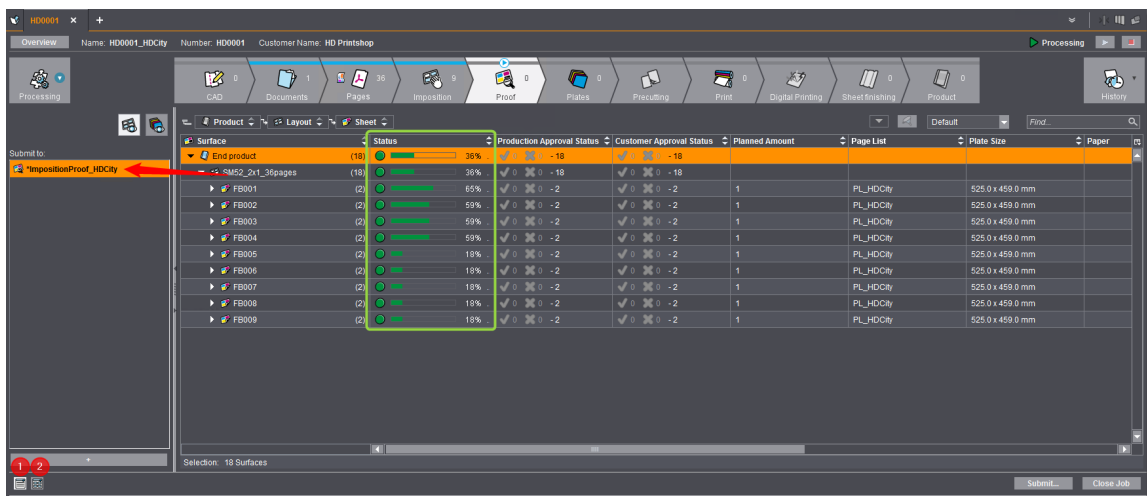 HD0001 × +
Overview Name: HD0001_HDCity Number: HD0001 Customer Name: HD Printshop Processing
Processing
0 CAD
1 Documents
36 Pages
9 Imposition
0 Proof
0 Plates
Precutting
0 Print
Digital Printing
0 Sheet finishing
0 Product
History
Product Layout Sheet Default Find...
Submit to:
*ImpositionProof_HDCity
Surface Status Production Approval Status Customer Approval Status Planned Amount Page List Plate Size Paper
End product (18) 36% 0 0 - 18 0 0 - 18
SM52_2x1_36pages (18) 36% 0 0 - 18 0 0 - 18
FB001 (2) 65% 0 0 - 2 0 0 - 2 1 PL_HDCity 525.0 x 459.0 mm
FB002 (2) 59% 0 0 - 2 0 0 - 2 1 PL_HDCity 525.0 x 459.0 mm
FB003 (2) 59% 0 0 - 2 0 0 - 2 1 PL_HDCity 525.0 x 459.0 mm
FB004 (2) 59% 0 0 - 2 0 0 - 2 1 PL_HDCity 525.0 x 459.0 mm
FB005 (2) 18% 0 0 - 2 0 0 - 2 1 PL_HDCity 525.0 x 459.0 mm
FB006 (2) 18% 0 0 - 2 0 0 - 2 1 PL_HDCity 525.0 x 459.0 mm
FB007 (2) 18% 0 0 - 2 0 0 - 2 1 PL_HDCity 525.0 x 459.0 mm
FB008 (2) 18% 0 0 - 2 0 0 - 2 1 PL_HDCity 525.0 x 459.0 mm
FB009 (2) 18% 0 0 - 2 0 0 - 2 1 PL_HDCity 525.0 x 459.0 mm
+
Selection: 18 Surfaces
1 2
Submit... Close Job